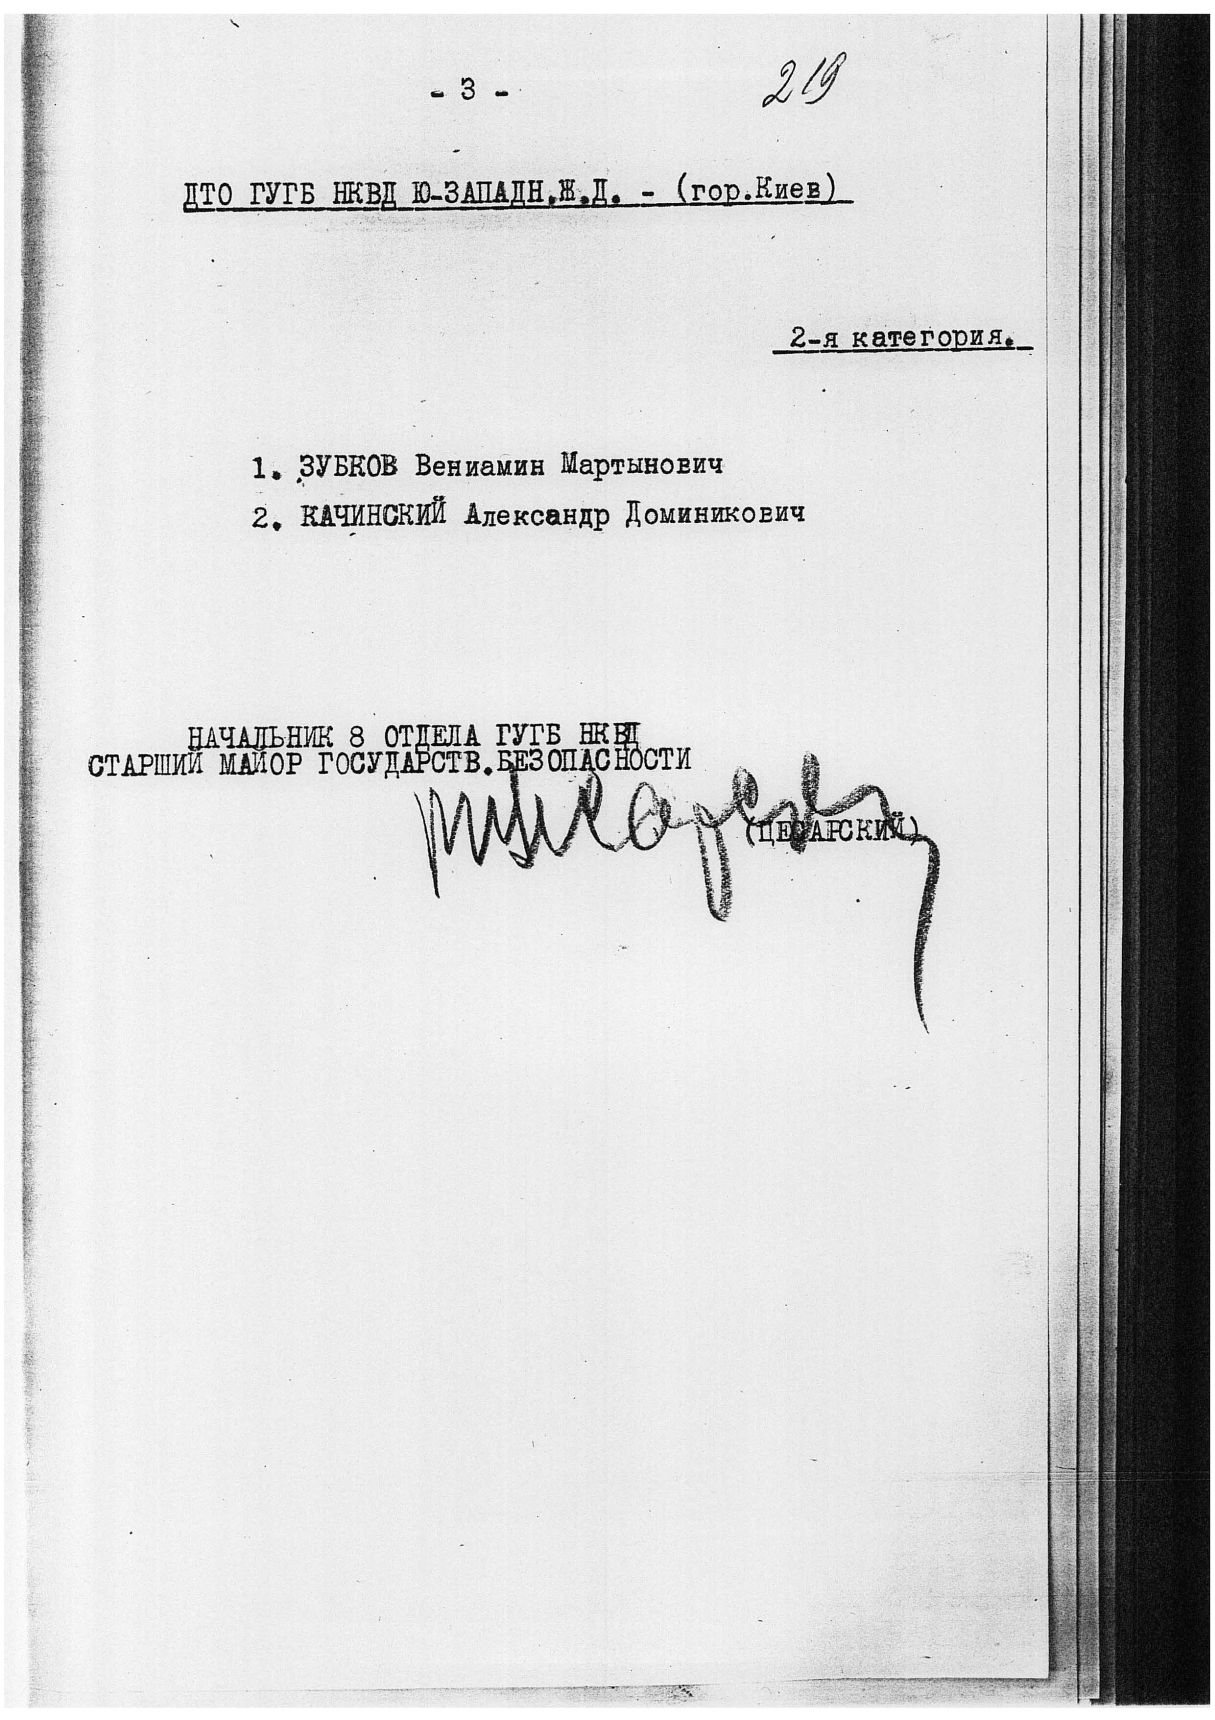 - 3 -
219
ДТО ГУГБ НКВД Ю-ЗАПАДН.Ж.Д. - (гор.Киев)
2-я категория.
1. ЗУБКОВ Вениамин Мартынович
2. КАЧИНСКИЙ Александр Доминикович
НАЧАЛЬНИК 8 ОТДЕЛА ГУГБ НКВД
СТАРШИЙ МАЙОР ГОСУДАРСТВ.БЕЗОПАСНОСТИ
(ЦЕСАРСКИЙ)